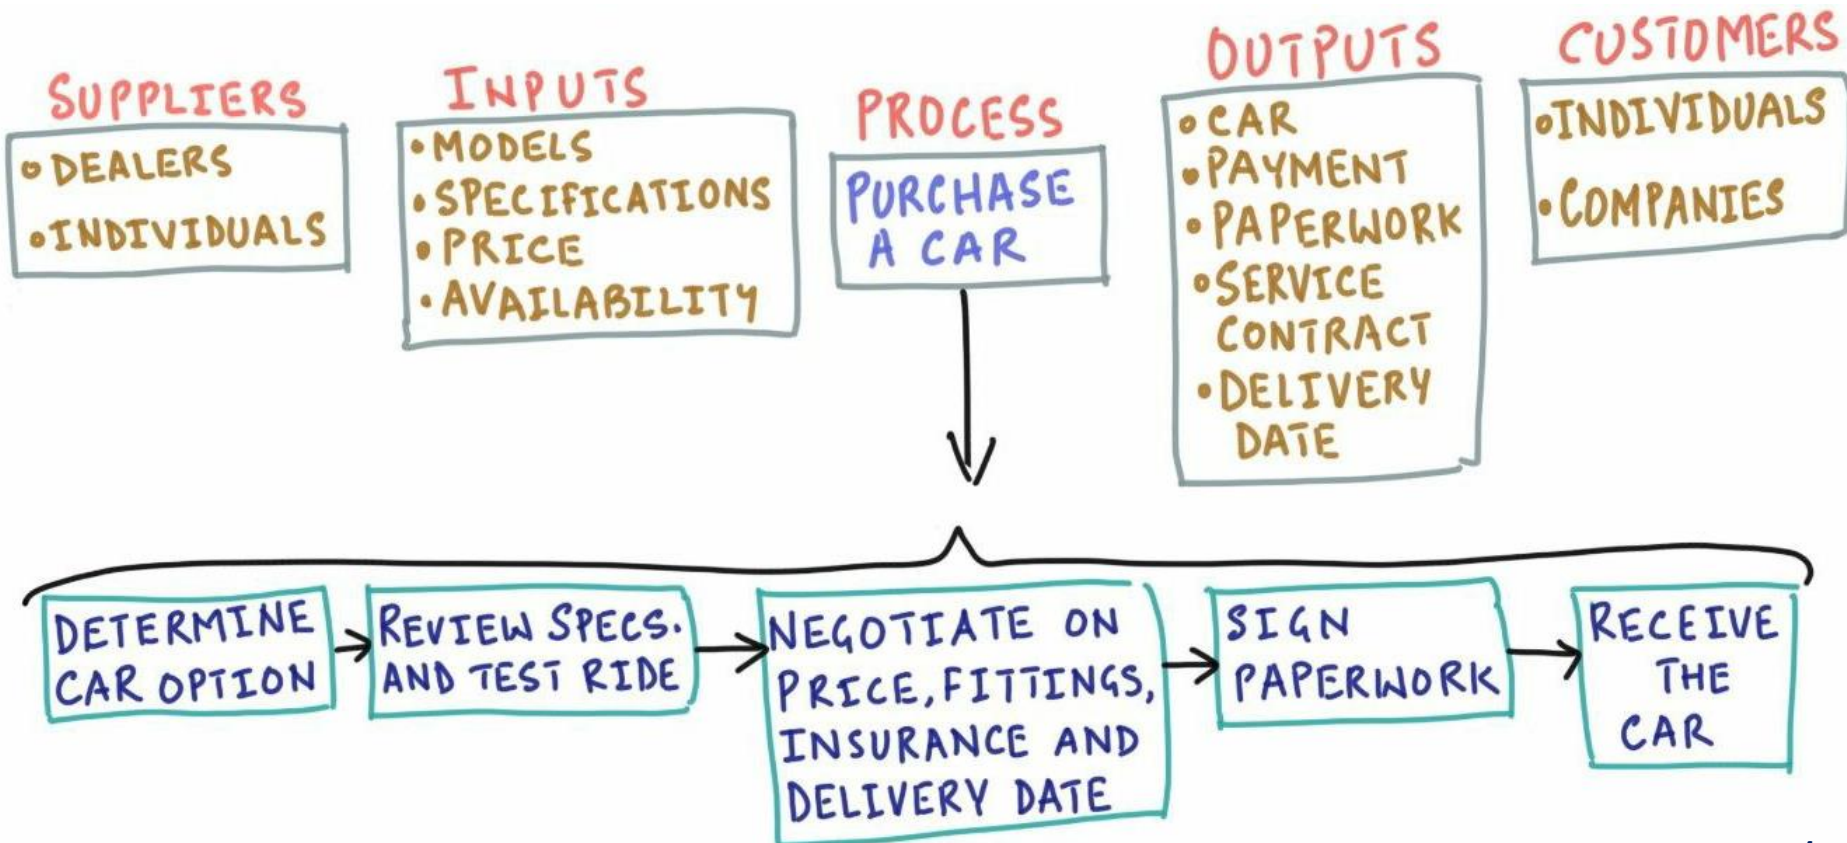 SUPPLIERS
• DEALERS
• INDIVIDUALS
INPUTS
• MODELS
• SPECIFICATIONS
• PRICE
• AVAILABILITY
PROCESS
PURCHASE
A CAR
OUTPUTS
• CAR
• PAYMENT
• PAPERWORK
• SERVICE
CONTRACT
• DELIVERY
DATE
CUSTOMERS
• INDIVIDUALS
• COMPANIES
DETERMINE
CAR OPTION
REVIEW SPECS.
AND TEST RIDE
NEGOTIATE ON
PRICE, FITTINGS,
INSURANCE AND
DELIVERY DATE
SIGN
PAPERWORK
RECEIVE
THE
CAR